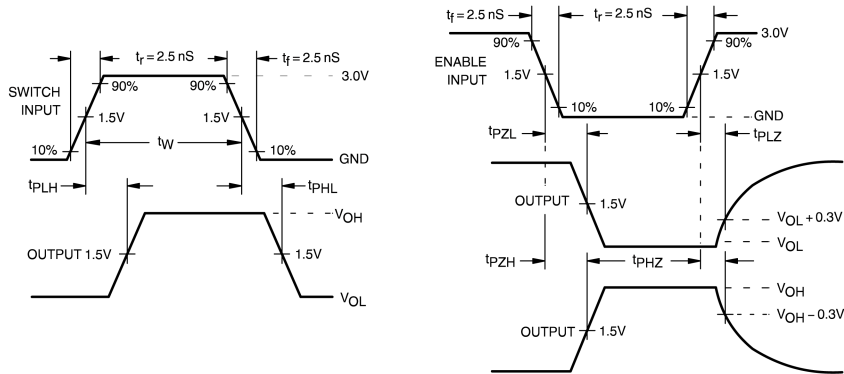 tr = 2.5 nS
tf = 2.5 nS
3.0V
SWITCH
INPUT
90%
90%
1.5V
tW
1.5V
10%
10%
GND
tPLH
tPHL
VOH
OUTPUT 1.5V
1.5V
VOL
tf = 2.5 nS
tr = 2.5 nS
3.0V
90%
90%
ENABLE
INPUT
1.5V
1.5V
10%
10%
GND
tPZL
tPLZ
OUTPUT
1.5V
VOL + 0.3V
VOL
tPZH
tPHZ
VOH
VOH – 0.3V
OUTPUT
1.5V